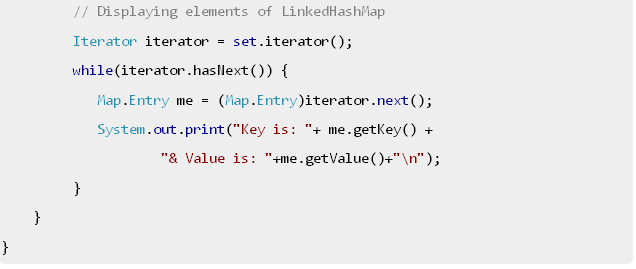 // Displaying elements of LinkedHashMap
Iterator iterator = set.iterator();
while(iterator.hasNext()) {
Map.Entry me = (Map.Entry)iterator.next();
System.out.print("Key is: "+ me.getKey() +
"& Value is: "+me.getValue()+"\n");
}
}
}